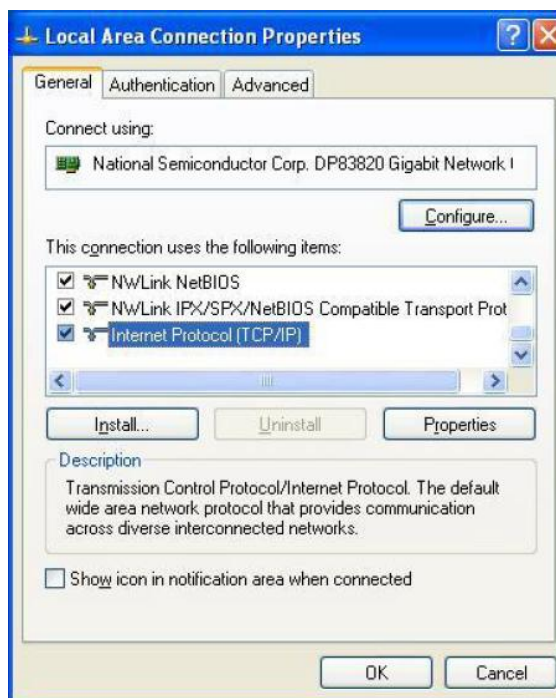 Local Area Connection Properties
General Authentication Advanced
Connect using:
National Semiconductor Corp. DP83820 Gigabit Network
Configure...
This connection uses the following items:
NWLink NetBIOS
NWLink IPX/SPX/NetBIOS Compatible Transport Prot
Internet Protocol (TCP/IP)
Install... Uninstall Properties
Description
Transmission Control Protocol/Internet Protocol. The default
wide area network protocol that provides communication
across diverse interconnected networks.
Show icon in notification area when connected
OK Cancel